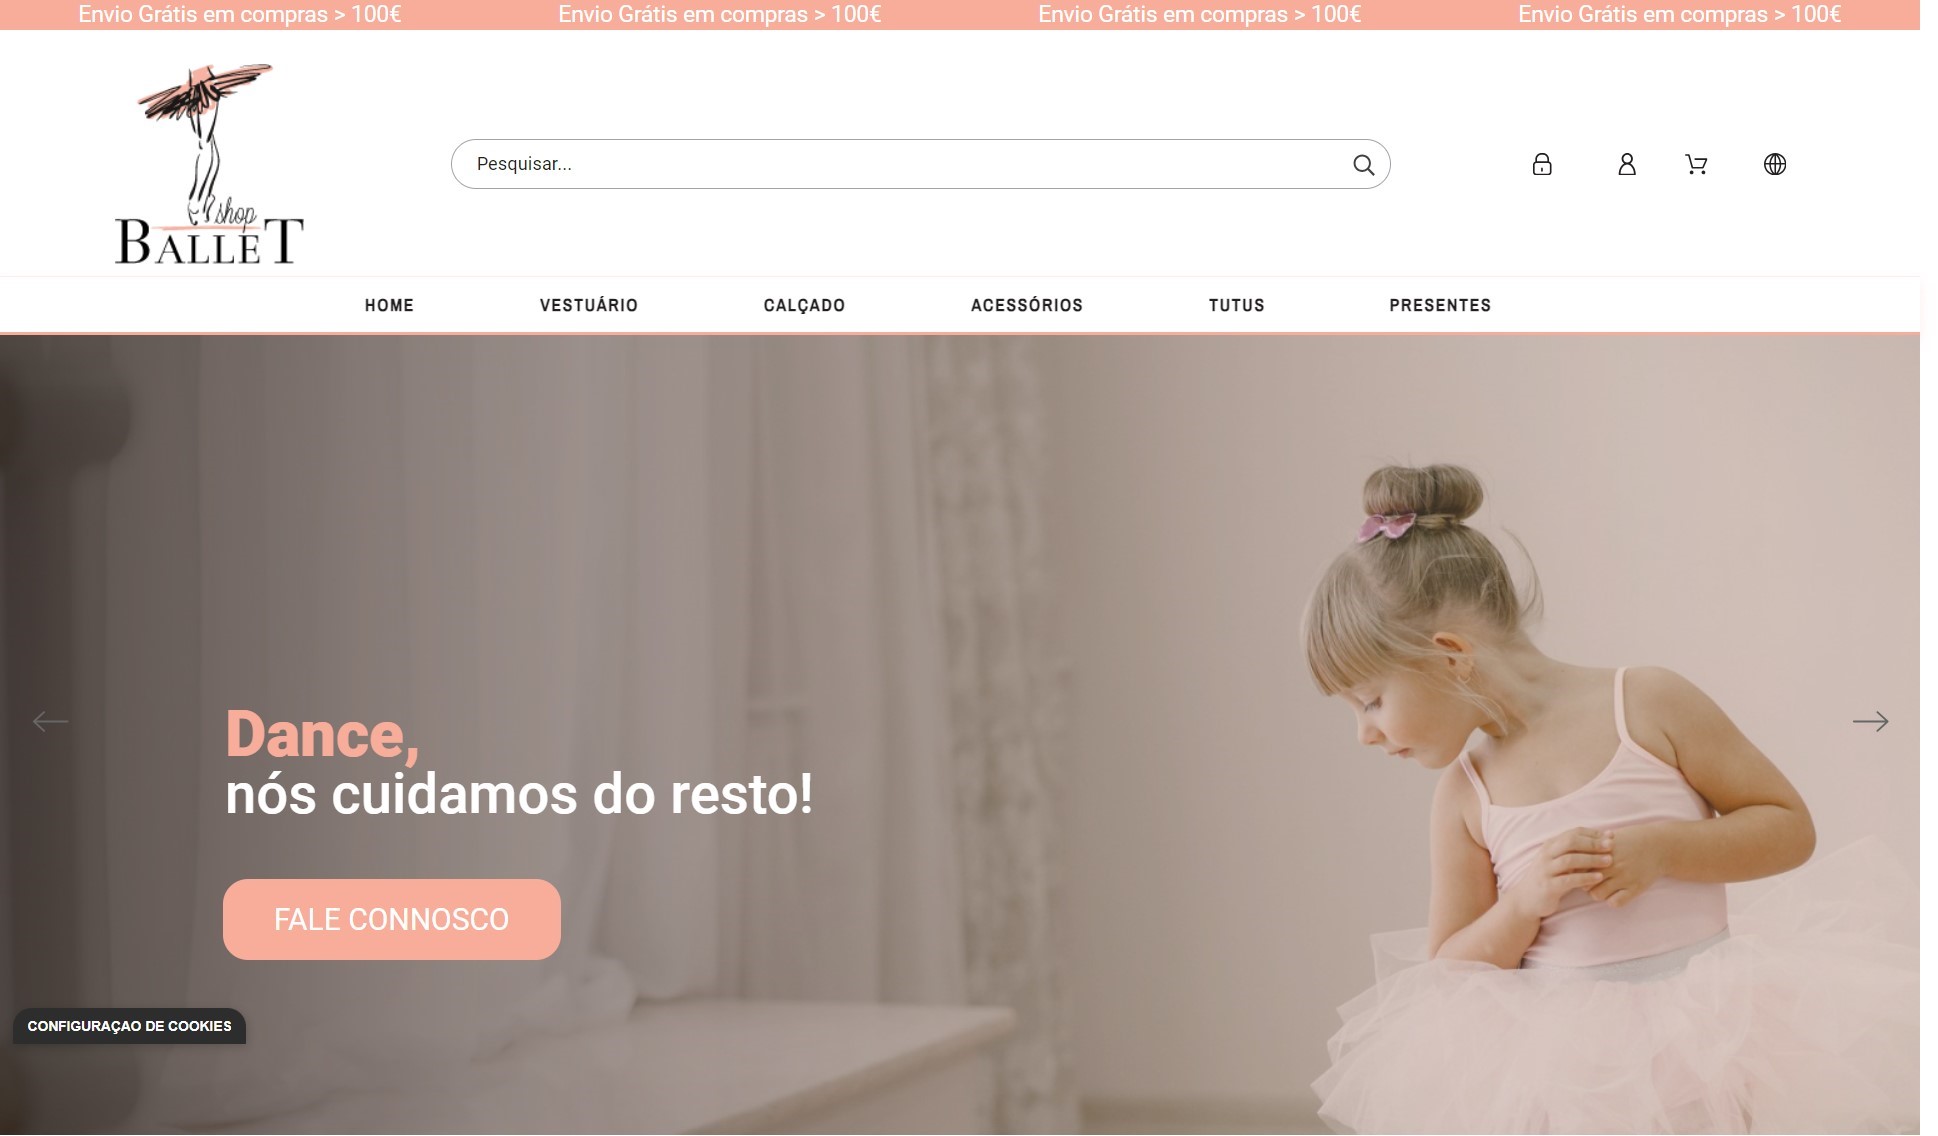 Envio Grátis em compras > 100€ Envio Grátis em compras > 100€ Envio Grátis em compras > 100€ Envio Grátis em compras > 100€
shop
BALLET
Pesquisar...
HOME VESTUÁRIO CALÇADO ACESSÓRIOS TUTUS PRESENTES
Dance,
nós cuidamos do resto!
FALE CONNOSCO
CONFIGURAÇAO DE COOKIES